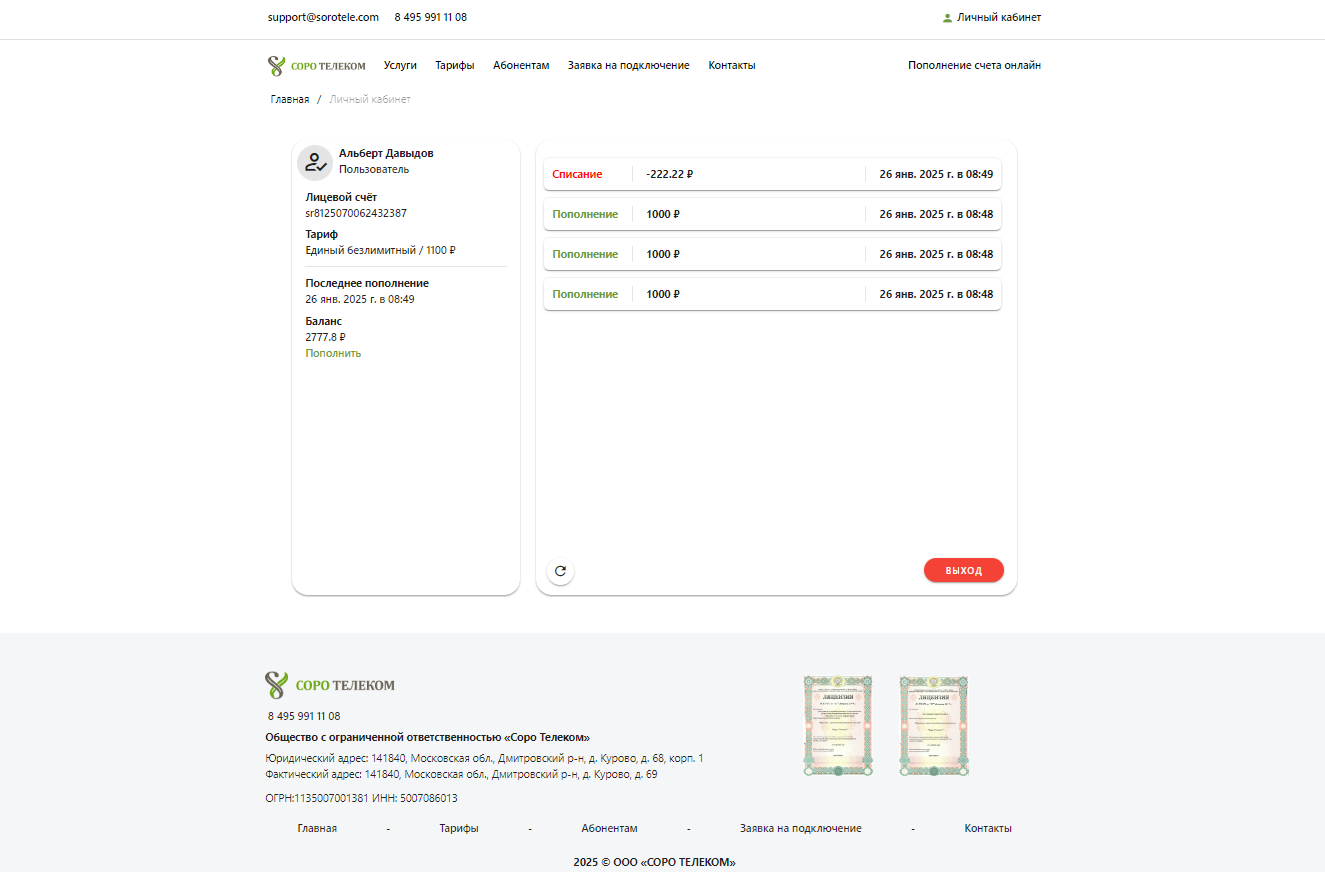 support@sorotele.com 8 495 991 11 08 Личный кабинет
СОРО ТЕЛЕКОМ Услуги Тарифы Абонентам Заявка на подключение Контакты Пополнение счета онлайн
Главная / Личный кабинет
Альберт Давыдов
Пользователь
Лицевой счёт
sr8125070062432387
Тариф
Единый безлимитный / 1100 ₽
Последнее пополнение
26 янв. 2025 г. в 08:49
Баланс
2777.8 ₽
Пополнить
Списание -222.22 ₽ 26 янв. 2025 г. в 08:49
Пополнение 1000 ₽ 26 янв. 2025 г. в 08:48
Пополнение 1000 ₽ 26 янв. 2025 г. в 08:48
Пополнение 1000 ₽ 26 янв. 2025 г. в 08:48
ВЫХОД
СОРО ТЕЛЕКОМ
8 495 991 11 08
Общество с ограниченной ответственностью «Соро Телеком»
Юридический адрес: 141840, Московская обл., Дмитровский р-н, д. Курово, д. 68, корп. 1
Фактический адрес: 141840, Московская обл., Дмитровский р-н, д. Курово, д. 69
ОГРН:1135007001381 ИНН: 5007086013
ЛИЦЕНЗИЯ
ЛИЦЕНЗИЯ
Главная - Тарифы - Абонентам - Заявка на подключение - Контакты
2025 © ООО «СОРО ТЕЛЕКОМ»